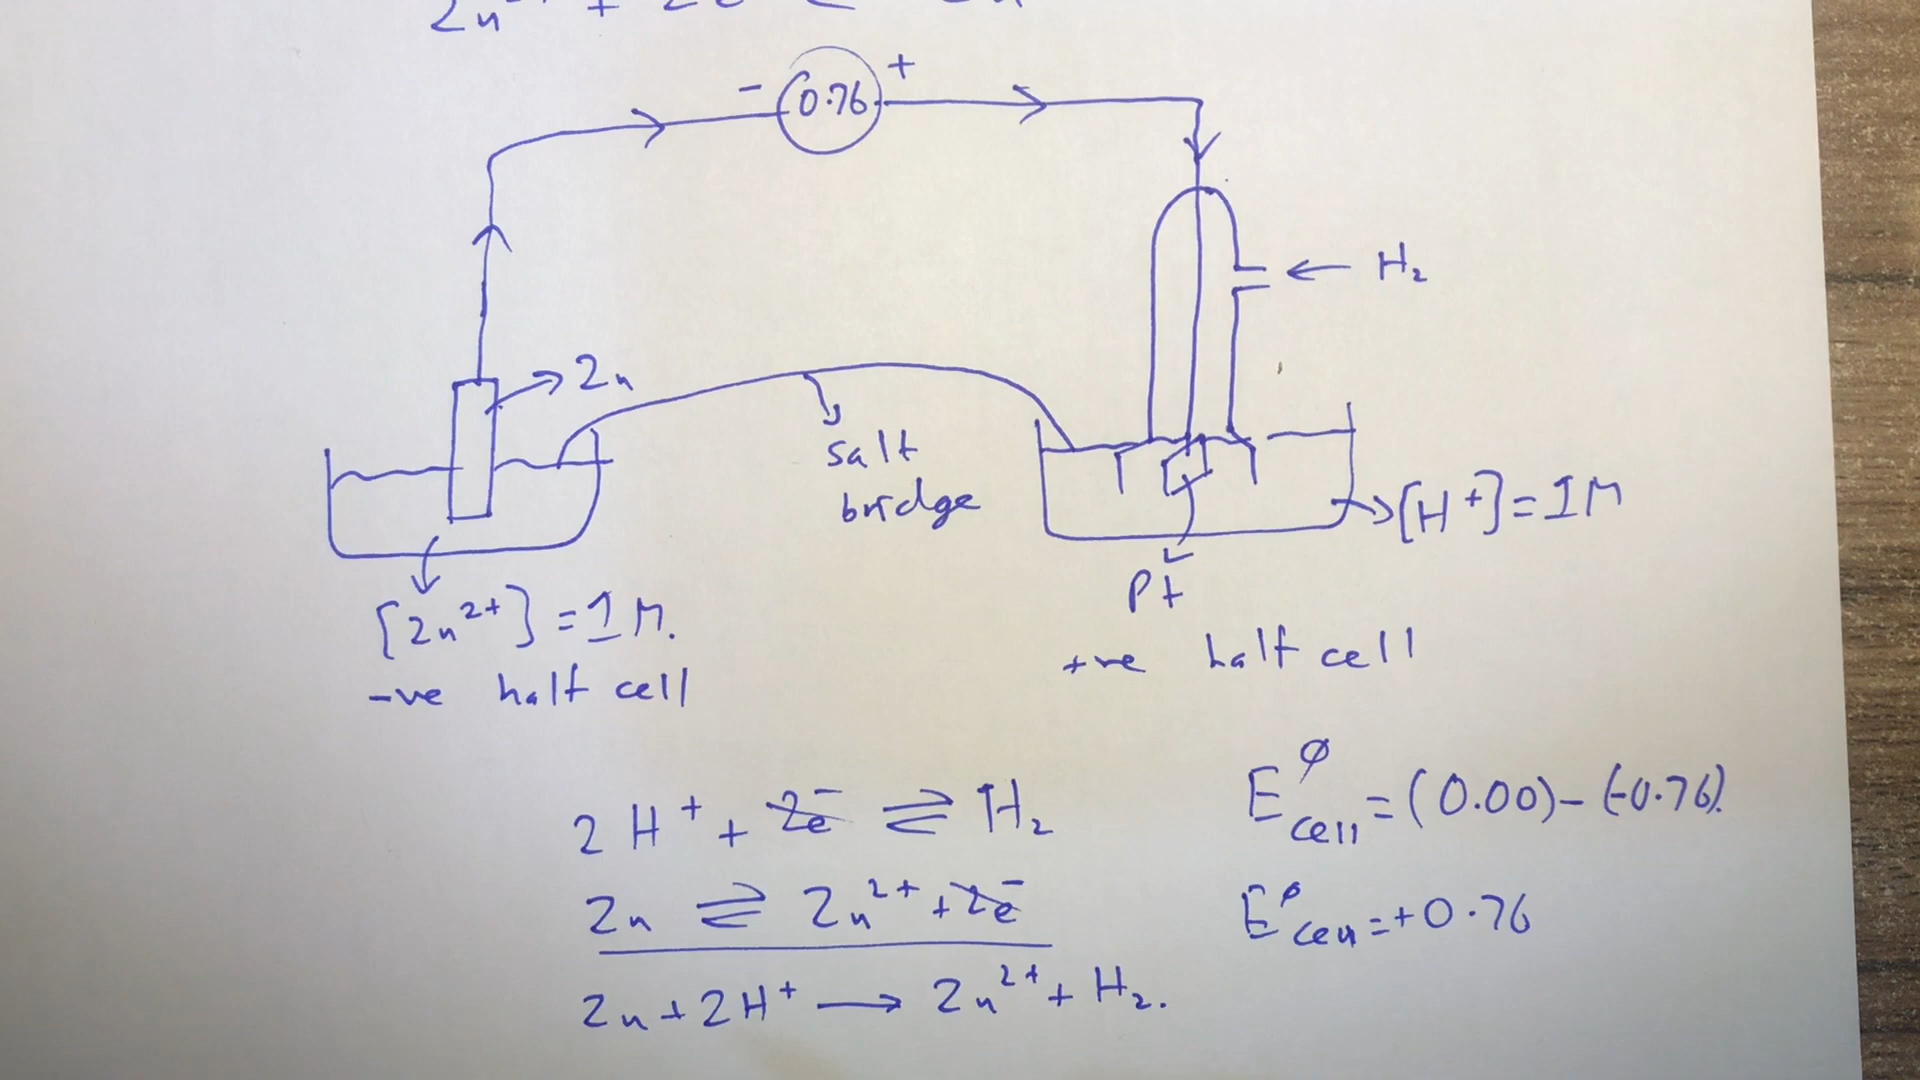 - 0.76 +
H₂
Zn
salt
bridge
[H⁺] = 1M
Pt
[Zn²⁺] = 1M.
-ve half cell
+ve half cell
2H⁺ + 2e⁻ ⇌ H₂
Zn ⇌ Zn²⁺ + 2e⁻
Zn + 2H⁺ → Zn²⁺ + H₂.
E°cell = (0.00) - (-0.76).
E°cell = +0.76